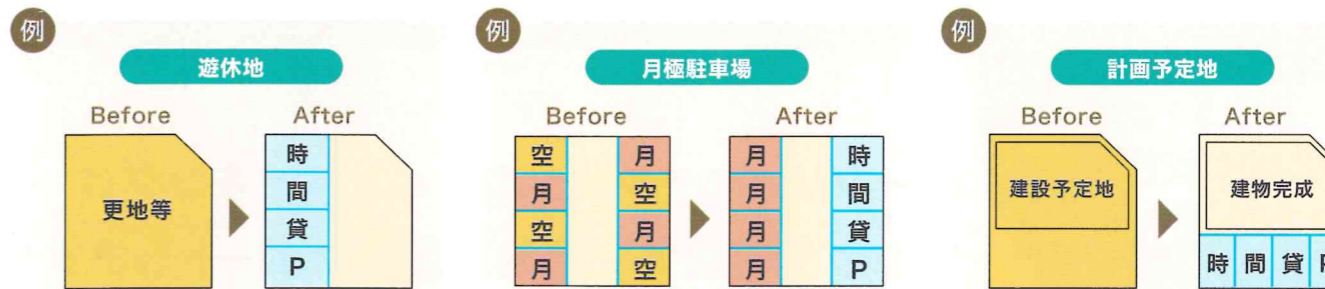 例
遊休地
Before
After
更地等
時
間
貸
P
例
月極駐車場
Before
After
空 月
月 空
空 月
月 空
月 時
月 間
月 貸
月 P
例
計画予定地
Before
After
建設予定地
建物完成
時 間 貸 P